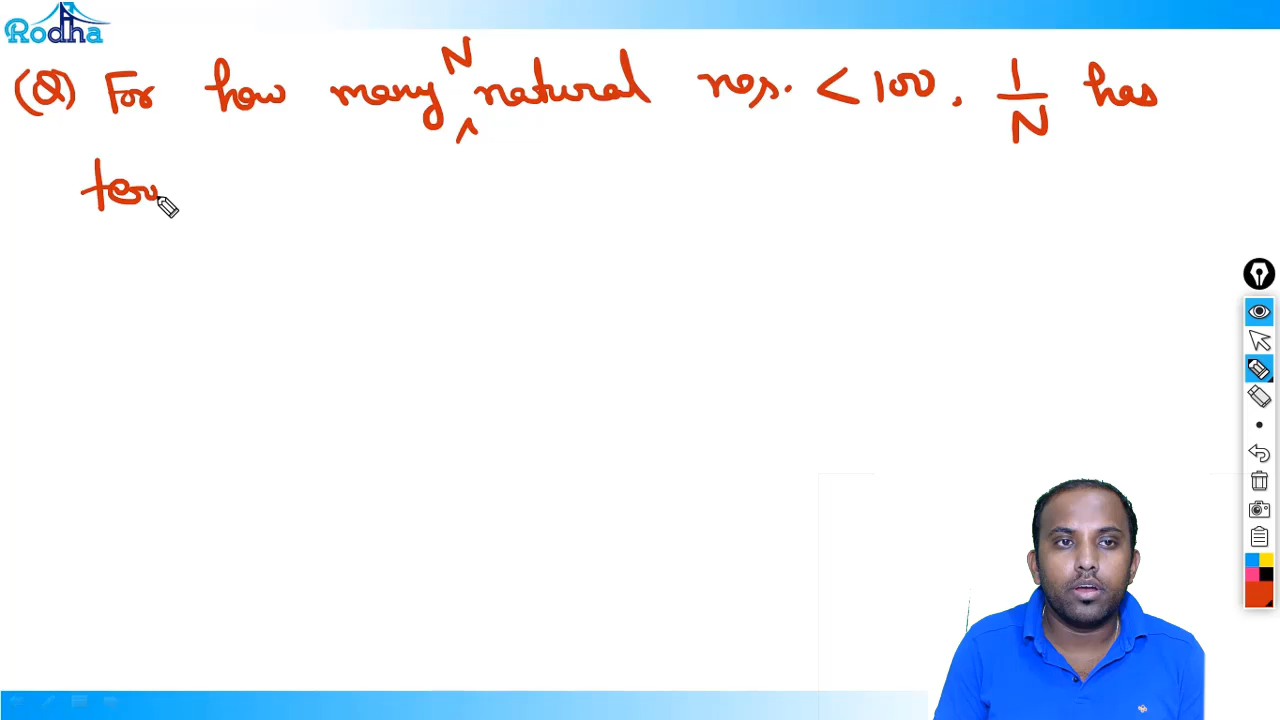 Rodha
(Q) For how many N natural nos. < 100, 1/N has
ter